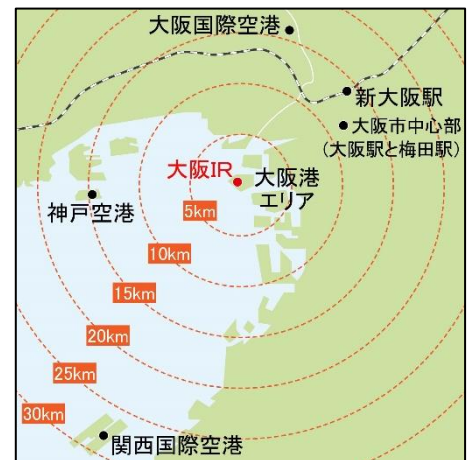 大阪国際空港
新大阪駅
大阪市中心部
(大阪駅と梅田駅)
大阪IR
大阪港
エリア
神戸空港
5km
10km
15km
20km
25km
30km
関西国際空港